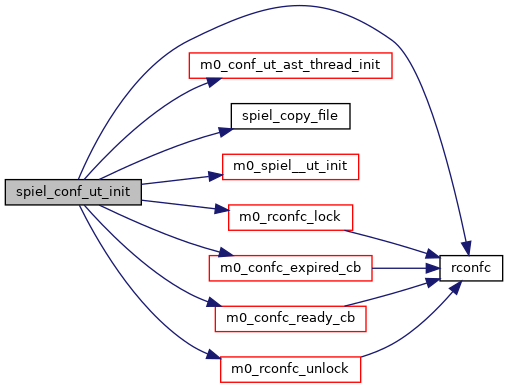 m0_conf_ut_ast_thread_init
spiel_copy_file
m0_spiel__ut_init
spiel_conf_ut_init
m0_rconfc_lock
m0_confc_expired_cb
rconfc
m0_confc_ready_cb
m0_rconfc_unlock